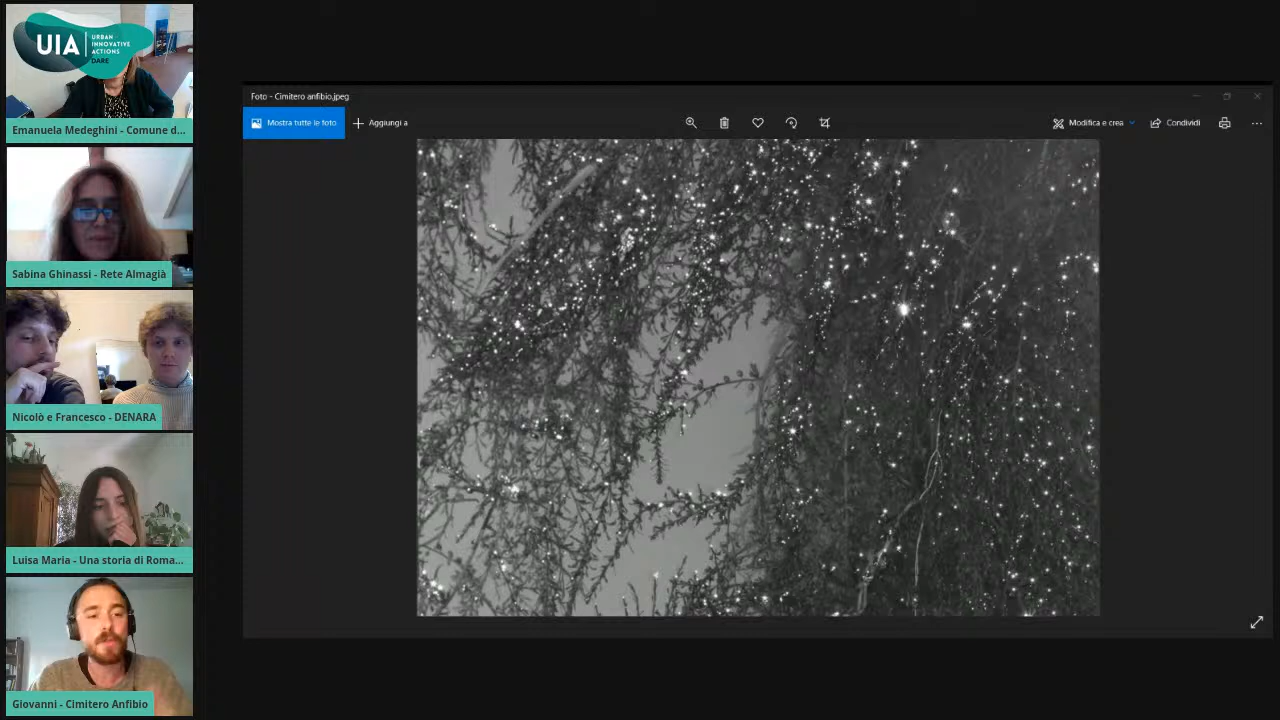 UIA
URBAN
INNOVATIVE
ACTIONS
DARE
Emanuela Medeghini - Comune d...
Sabina Ghinassi - Rete Almagià
Nicolò e Francesco - DENARA
Luisa Maria - Una storia di Roma...
Giovanni - Cimitero Anfibio
Foto - Cimitero anfibio.jpeg
Mostra tutte le foto
Aggiungi a
Modifica e crea
Condividi